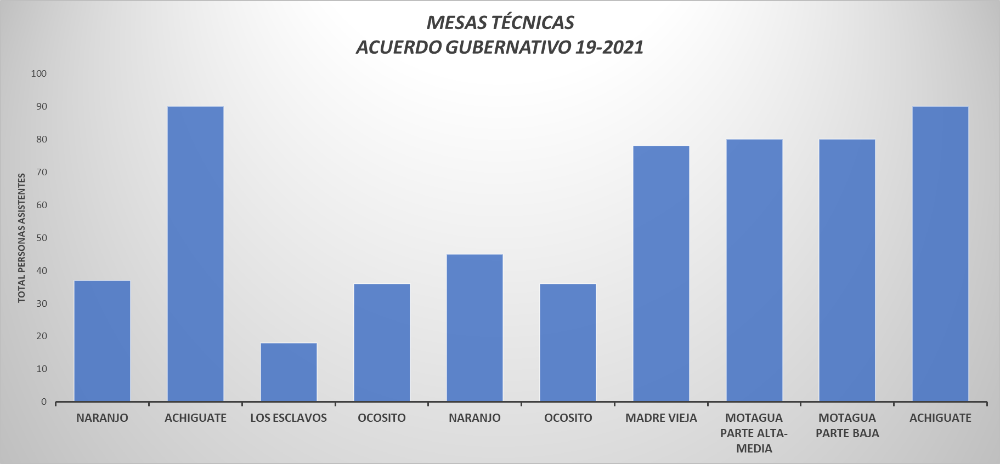 MESAS TÉCNICAS
ACUERDO GUBERNATIVO 19-2021
TOTAL PERSONAS ASISTENTES
100
90
80
70
60
50
40
30
20
10
0
NARANJO
ACHIGUATE
LOS ESCLAVOS
OCOSITO
NARANJO
OCOSITO
MADRE VIEJA
MOTAGUA
PARTE ALTA-
MEDIA
MOTAGUA
PARTE BAJA
ACHIGUATE